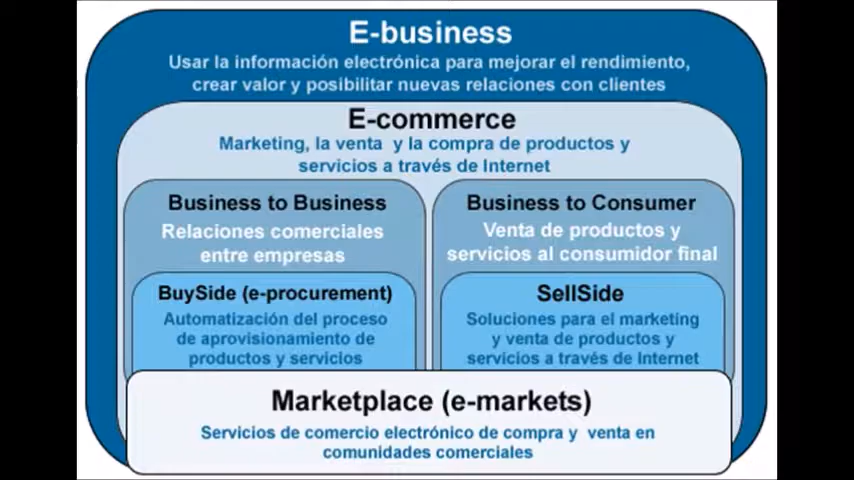 E-business
Usar la información electrónica para mejorar el rendimiento,
crear valor y posibilitar nuevas relaciones con clientes
E-commerce
Marketing, la venta y la compra de productos y
servicios a través de Internet
Business to Business
Relaciones comerciales
entre empresas
Business to Consumer
Venta de productos y
servicios al consumidor final
BuySide (e-procurement)
Automatización del proceso
de aprovisionamiento de
productos y servicios
SellSide
Soluciones para el marketing
y venta de productos y
servicios a través de Internet
Marketplace (e-markets)
Servicios de comercio electrónico de compra y venta en
comunidades comerciales